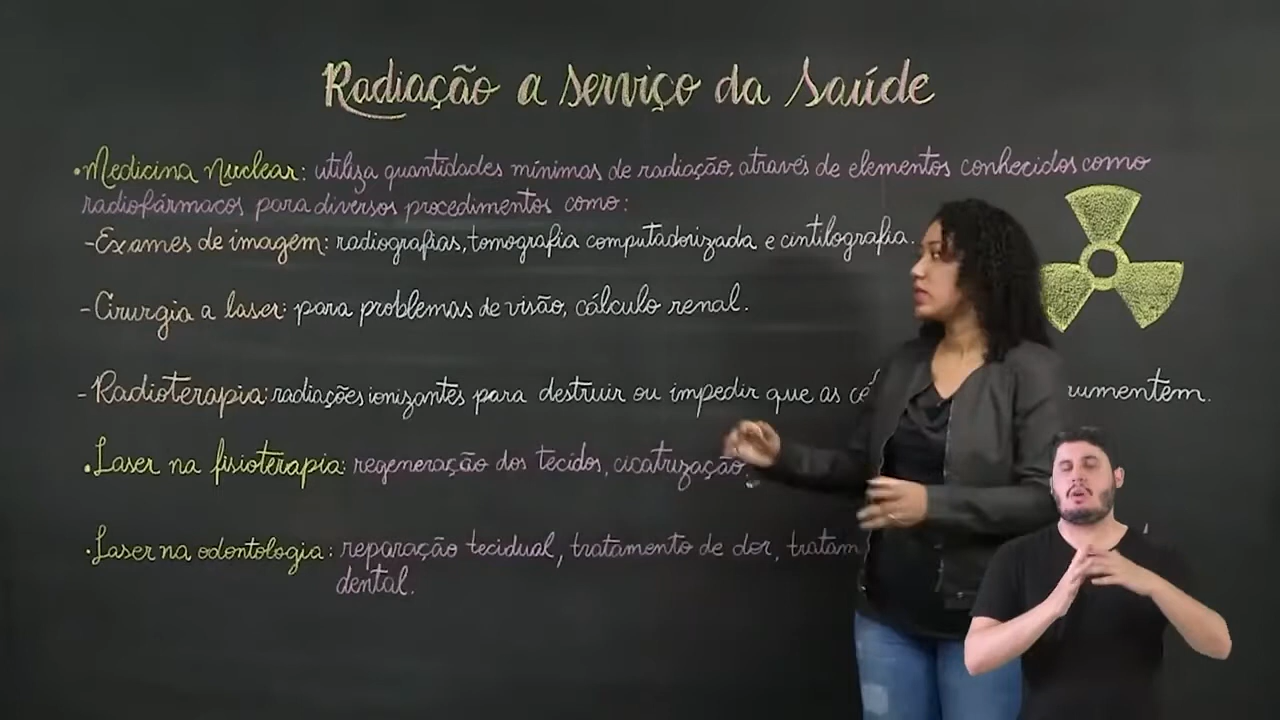 Radiação a serviço da Saúde
•Medicina Nuclear: utiliza quantidades mínimas de radiação, através de elementos conhecidos como
radiofármacos para diversos procedimentos como:
-Exames de imagem: radiografias, tomografia computadorizada e cintilografia.
-Cirurgia a laser: para problemas de visão, cálculo renal.
-Radioterapia: radiações ionizantes para destruir ou impedir que as cé umentem.
•Laser na fisioterapia: regeneração dos tecidos, cicatrização,
•Laser na odontologia: reparação tecidual, tratamento de dor, tratam
dental.